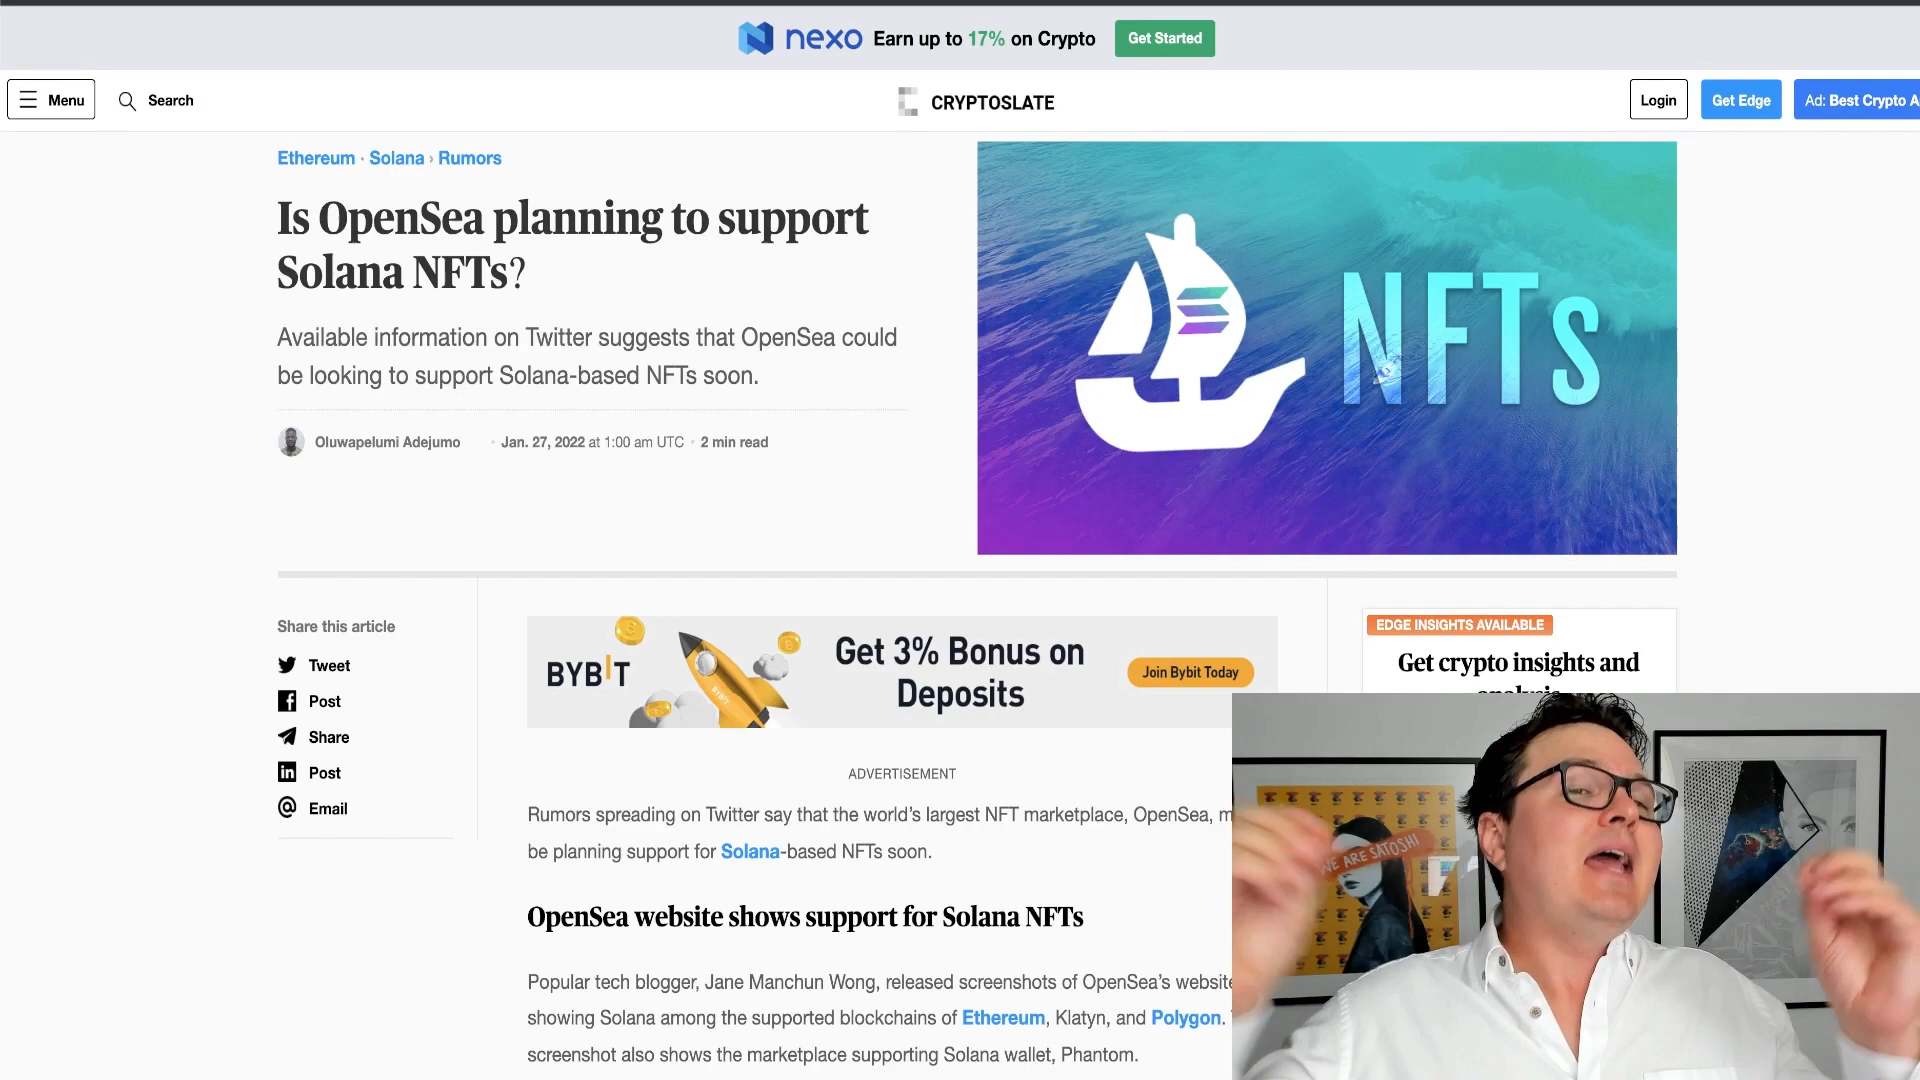 nexo Earn up to 17% on Crypto Get Started
Menu Search CRYPTOSLATE Login Get Edge Ad: Best Crypto
Ethereum · Solana › Rumors
Is OpenSea planning to support
Solana NFTs?
Available information on Twitter suggests that OpenSea could
be looking to support Solana-based NFTs soon.
Oluwapelumi Adejumo · Jan. 27, 2022 at 1:00 am UTC · 2 min read
NFTs
Share this article
Tweet
Post
Share
Post
Email
BYBIT Get 3% Bonus on
Deposits
Join Bybit Today
BYBIT
ADVERTISEMENT
EDGE INSIGHTS AVAILABLE
Get crypto insights and
Rumors spreading on Twitter say that the world's largest NFT marketplace, OpenSea,
be planning support for Solana-based NFTs soon.
OpenSea website shows support for Solana NFTs
Popular tech blogger, Jane Manchun Wong, released screenshots of OpenSea's website
showing Solana among the supported blockchains of Ethereum, Klatyn, and Polygon.
screenshot also shows the marketplace supporting Solana wallet, Phantom.
WE ARE SATOSHI